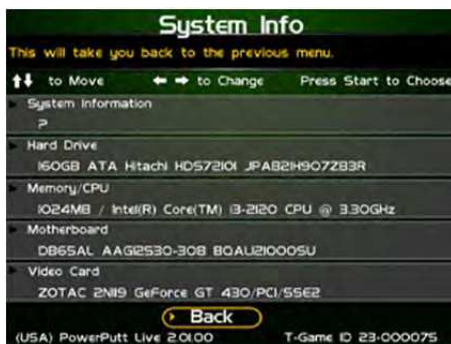 System Info
This will take you back to the previous menu.
to Move to Change Press Start to Choose
System Information
?
Hard Drive
160GB ATA Hitachi HDS72101 JPAB21H907ZB3R
Memory/CPU
1024MB / Intel(R) Core(TM) i3-2120 CPU @ 3.30GHz
Motherboard
DB65AL AAG12530-308 BQAU21000SU
Video Card
ZOTAC 2N119 GeForce GT 430/PCI/SSE2
Back
(USA) PowerPutt Live 2.01.00 T-Game ID 23-000075